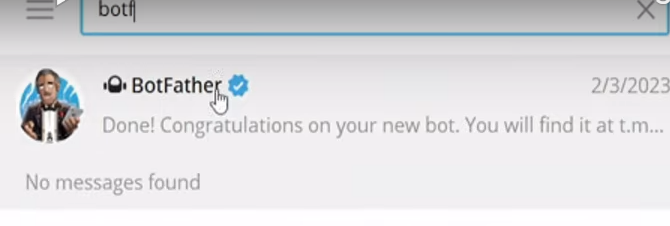 botf
BotFather 2/3/2023
Done! Congratulations on your new bot. You will find it at t.m...
No messages found